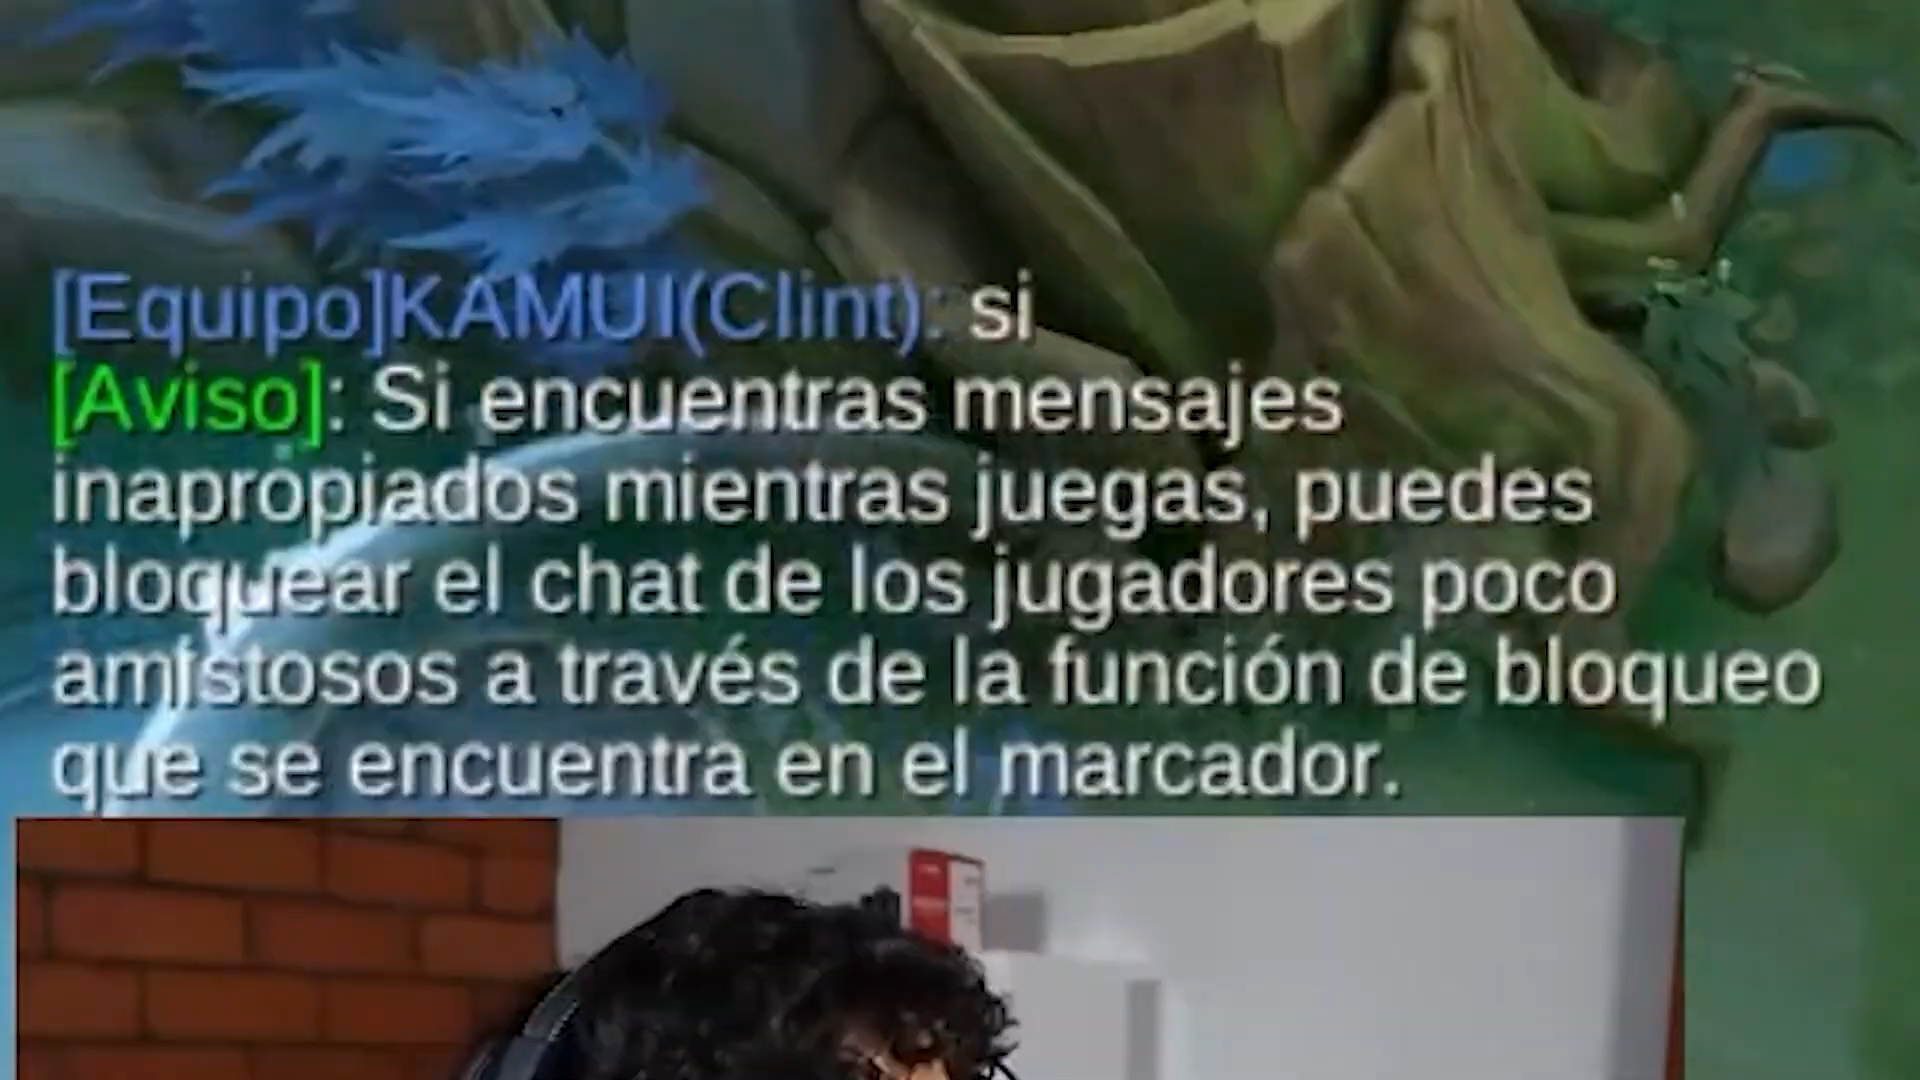 [Equipo]KAMUI(Clint): si
[Aviso]: Si encuentras mensajes
inapropiados mientras juegas, puedes
bloquear el chat de los jugadores poco
amistosos a través de la función de bloqueo
que se encuentra en el marcador.